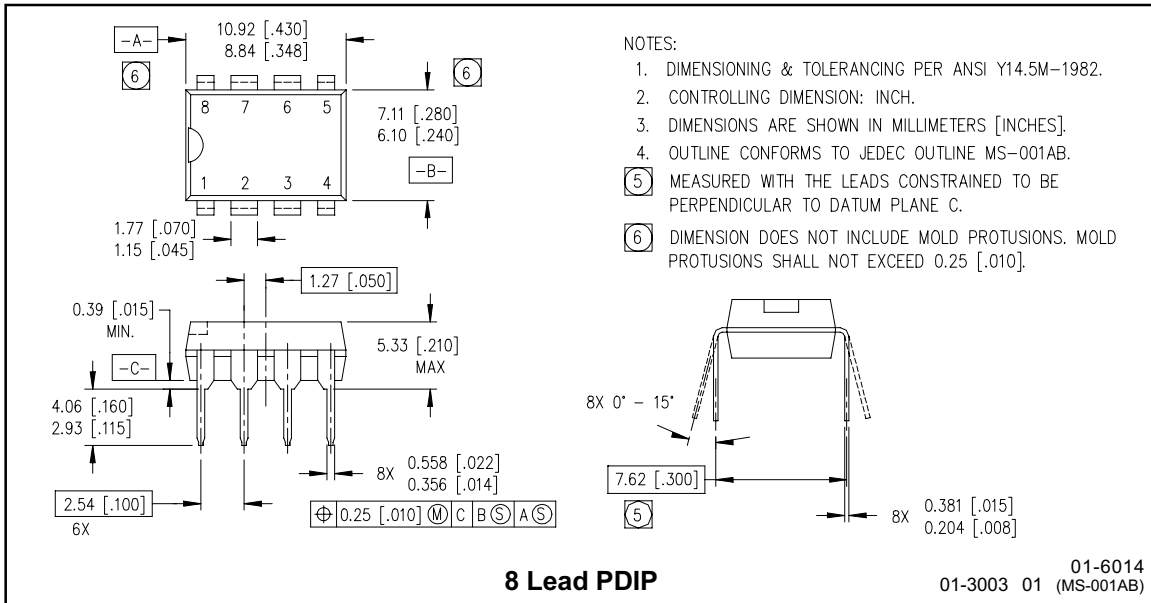 10.92 [.430]
8.84 [.348]
-A-
6
6
8 7 6 5
1 2 3 4
7.11 [.280]
6.10 [.240]
-B-
1.77 [.070]
1.15 [.045]
1.27 [.050]
0.39 [.015]
MIN.
5.33 [.210]
MAX
-C-
4.06 [.160]
2.93 [.115]
8X 0.558 [.022]
0.356 [.014]
2.54 [.100]
6X
⌖ 0.25 [.010] Ⓜ C B Ⓢ A Ⓢ
NOTES:
1. DIMENSIONING & TOLERANCING PER ANSI Y14.5M-1982.
2. CONTROLLING DIMENSION: INCH.
3. DIMENSIONS ARE SHOWN IN MILLIMETERS [INCHES].
4. OUTLINE CONFORMS TO JEDEC OUTLINE MS-001AB.
5 MEASURED WITH THE LEADS CONSTRAINED TO BE
PERPENDICULAR TO DATUM PLANE C.
6 DIMENSION DOES NOT INCLUDE MOLD PROTUSIONS. MOLD
PROTUSIONS SHALL NOT EXCEED 0.25 [.010].
8X 0° - 15°
7.62 [.300]
5
8X 0.381 [.015]
0.204 [.008]
8 Lead PDIP
01-6014
01-3003 01 (MS-001AB)